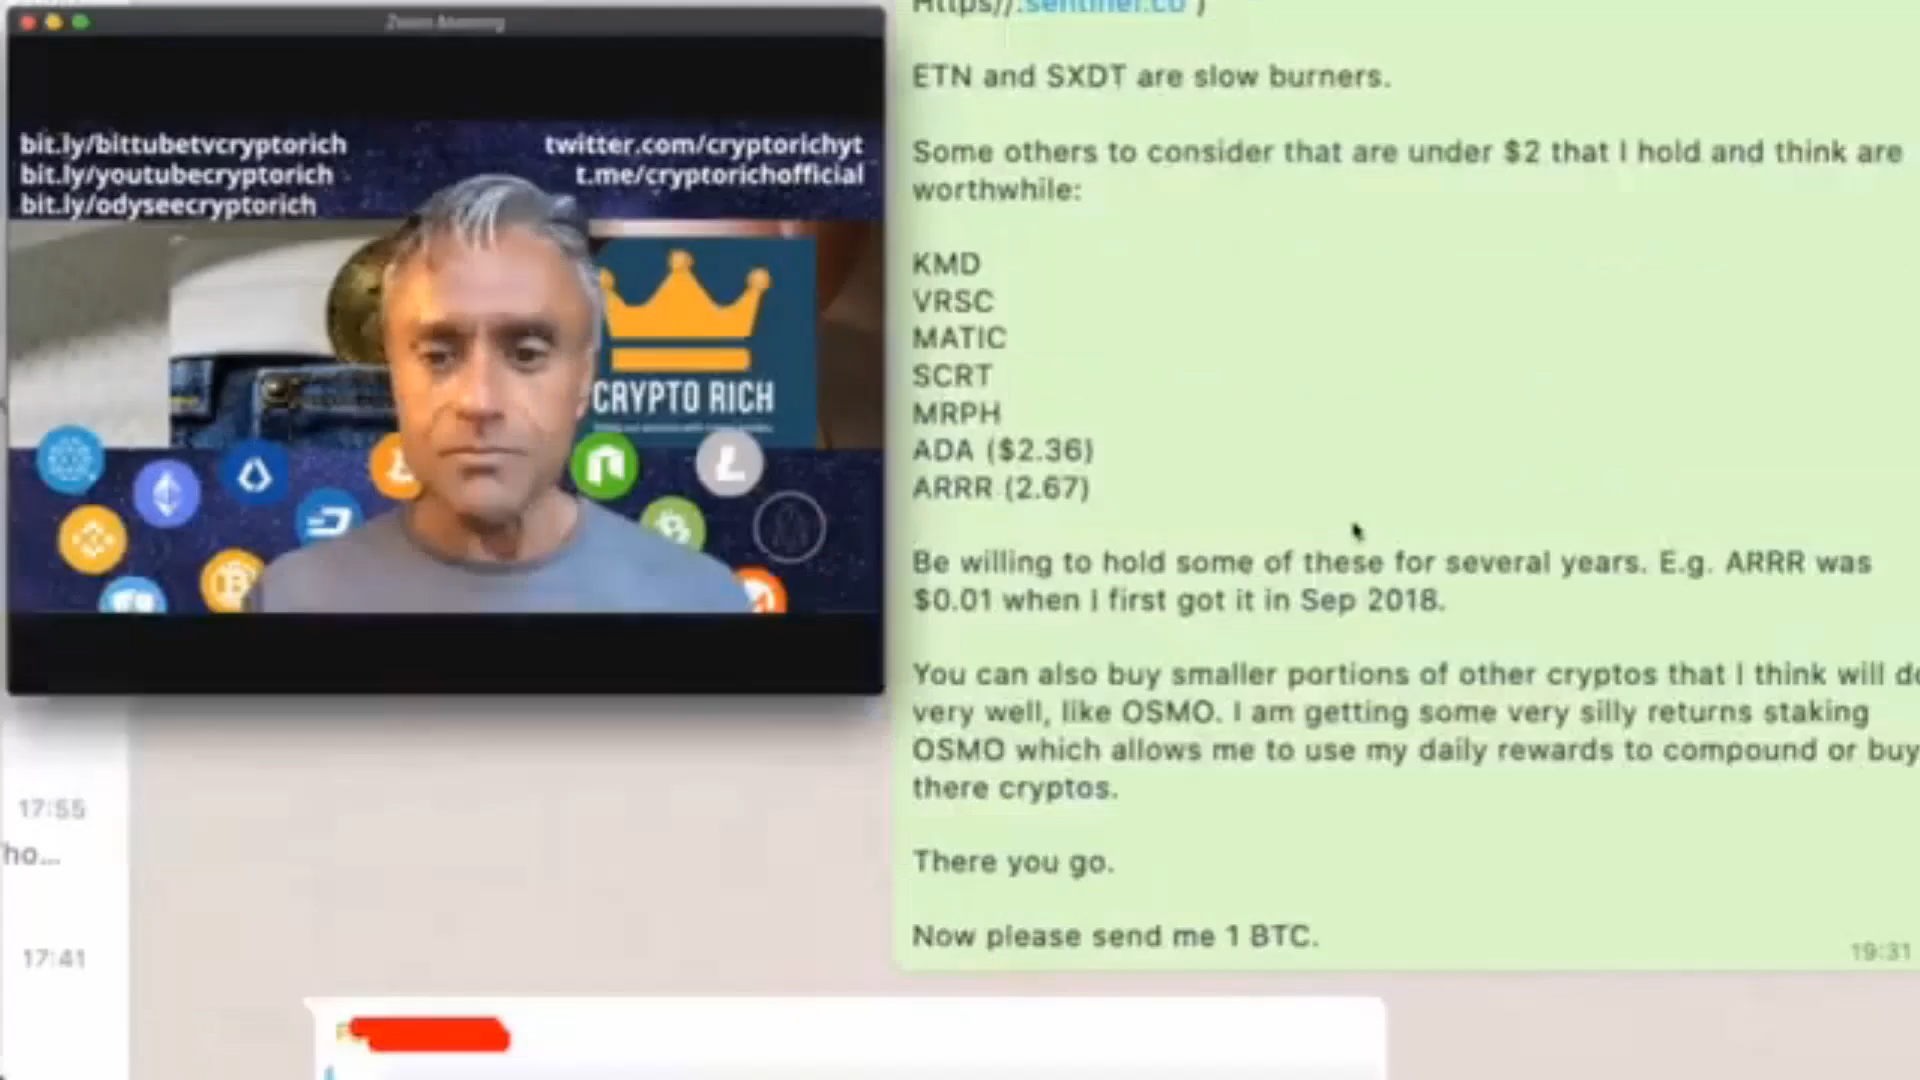 Zoom Meeting
bit.ly/bittubetvcryptorich
bit.ly/youtubecryptorich
bit.ly/odyseecryptorich
twitter.com/cryptorichyt
t.me/cryptorichofficial
CRYPTO RICH
17:55
ho...
17:41
Https//:sentinel.co )
ETN and SXDT are slow burners.
Some others to consider that are under $2 that I hold and think are
worthwhile:
KMD
VRSC
MATIC
SCRT
MRPH
ADA ($2.36)
ARRR (2.67)
Be willing to hold some of these for several years. E.g. ARRR was
$0.01 when I first got it in Sep 2018.
You can also buy smaller portions of other cryptos that I think will do
very well, like OSMO. I am getting some very silly returns staking
OSMO which allows me to use my daily rewards to compound or buy
there cryptos.
There you go.
Now please send me 1 BTC.
19:31